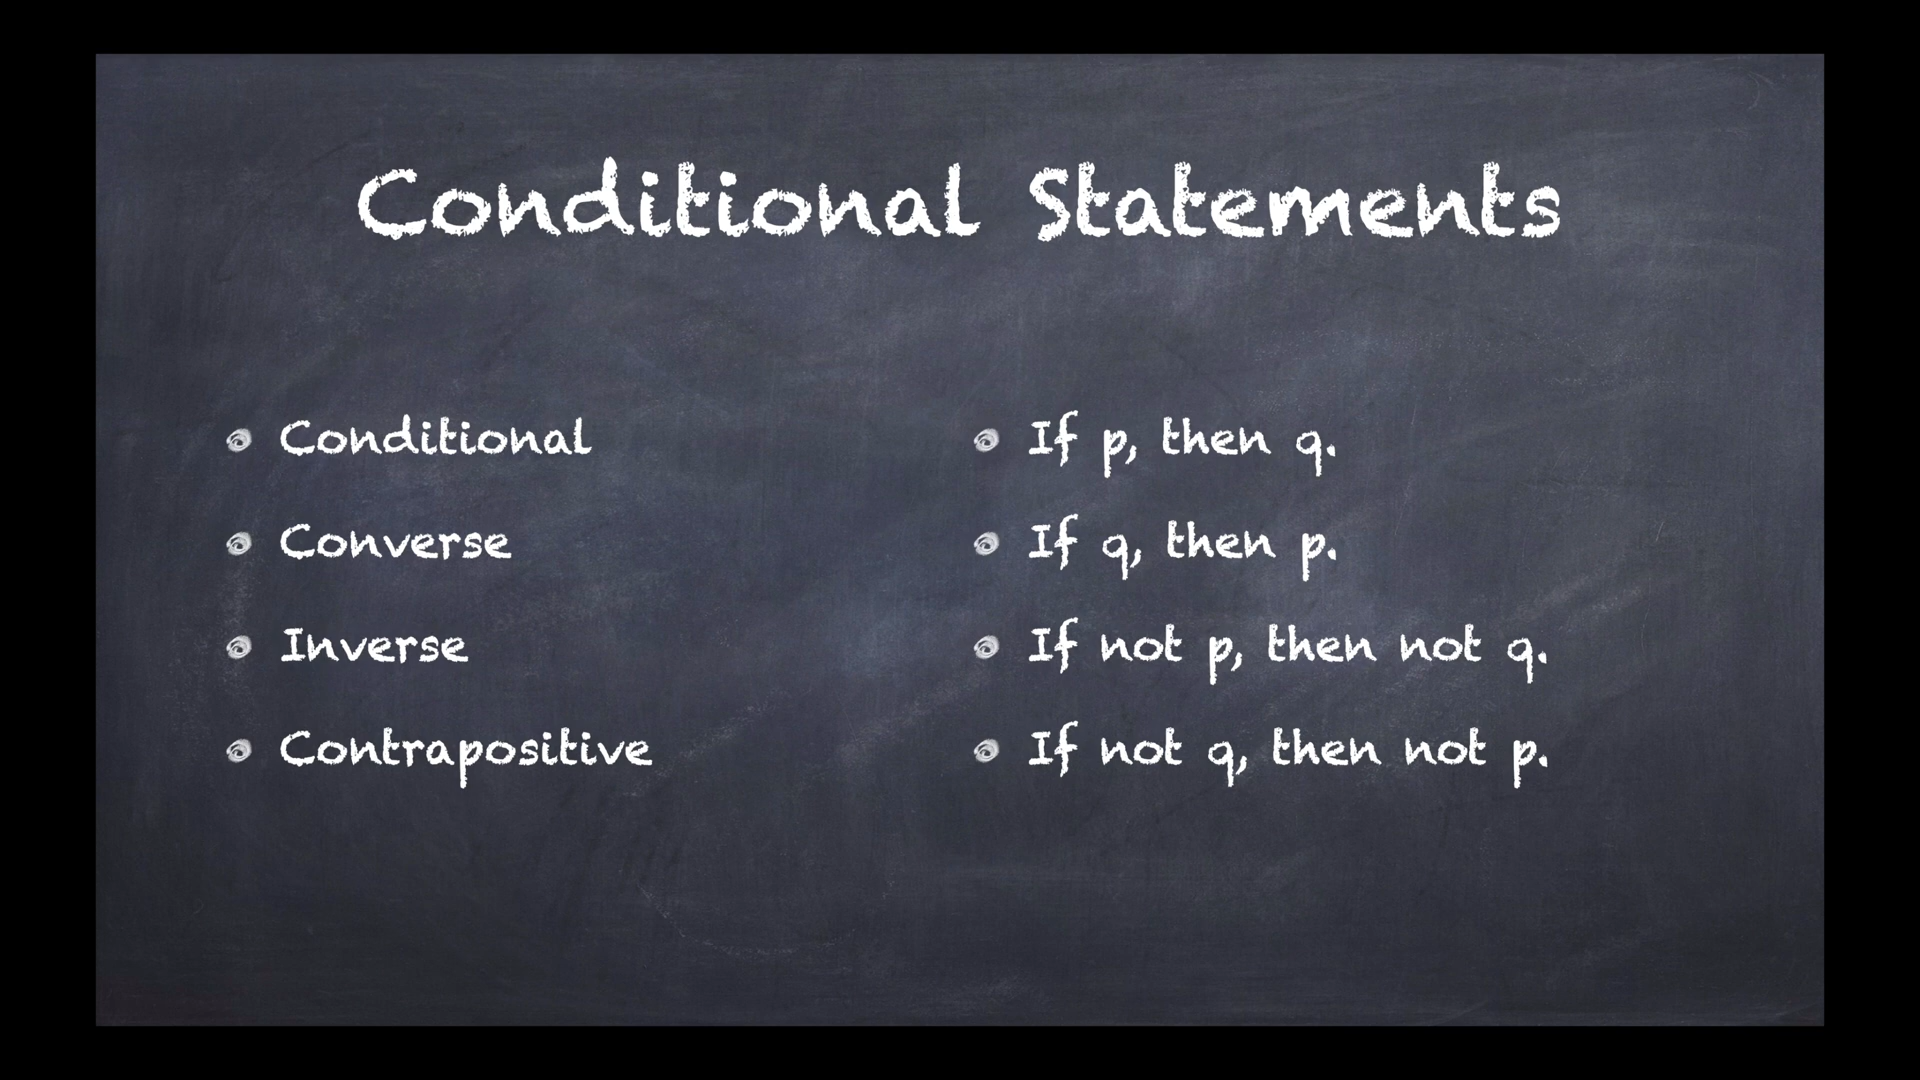 Conditional Statements
Conditional
If p, then q.
Converse
If q, then p.
Inverse
If not p, then not q.
Contrapositive
If not q, then not p.